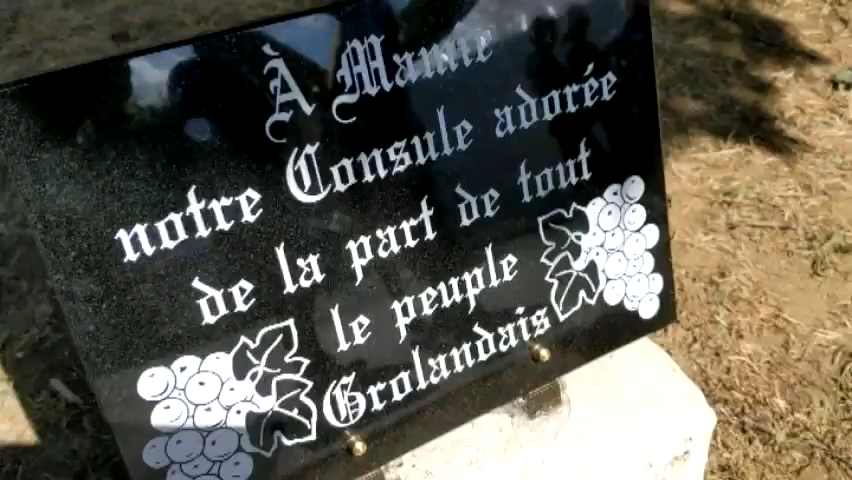 À Mamie
notre Consule adorée
de la part de tout
le peuple
Grolandais